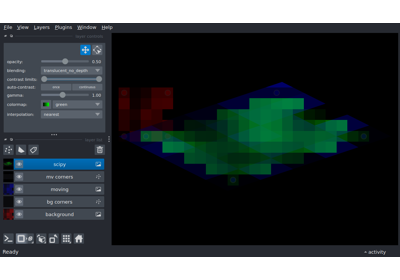 File View Layers Plugins Window Help
opacity: 0.50
blending: translucent_no_depth
contrast limits:
auto-contrast: once continuous
gamma: 1.00
colormap: green
interpolation: nearest
scipy
mv corners
moving
bg corners
background
Ready
activity